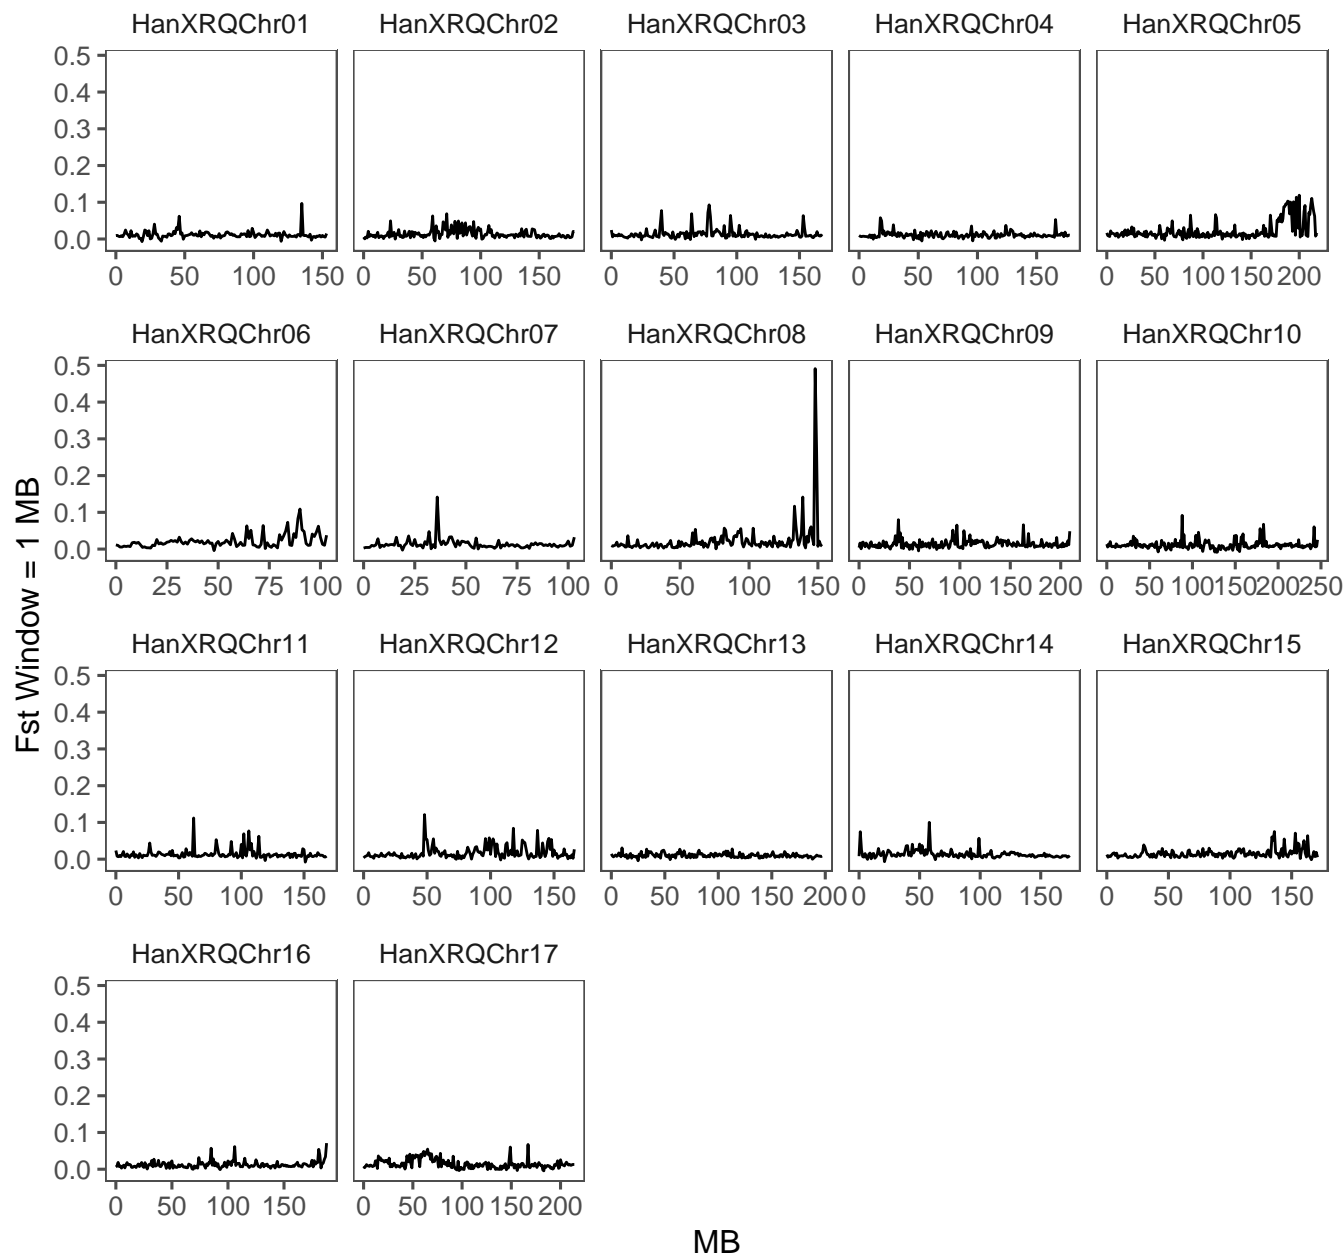 HanXRQChr01 HanXRQChr02 HanXRQChr03 HanXRQChr04 HanXRQChr05
0.5
0.4
0.3
0.2
0.1
0.0
0 50 100 150 0 50 100 150 0 50 100 150 0 50 100 150 0 50 100 150 200
HanXRQChr06 HanXRQChr07 HanXRQChr08 HanXRQChr09 HanXRQChr10
0.5
0.4
0.3
0.2
0.1
0.0
0 25 50 75 100 0 25 50 75 100 0 50 100 150 0 50 100 150 200 0 50 100 150 200 250
Fst Window = 1 MB
HanXRQChr11 HanXRQChr12 HanXRQChr13 HanXRQChr14 HanXRQChr15
0.5
0.4
0.3
0.2
0.1
0.0
0 50 100 150 0 50 100 150 0 50 100 150 200 0 50 100 150 0 50 100 150
HanXRQChr16 HanXRQChr17
0.5
0.4
0.3
0.2
0.1
0.0
0 50 100 150 0 50 100 150 200
MB